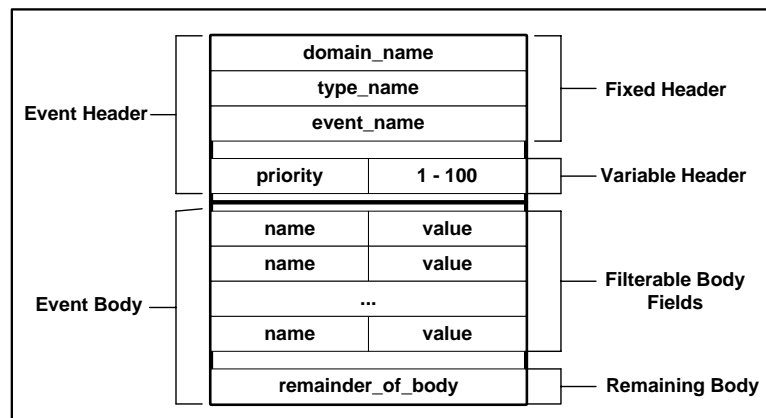 domain_name
type_name
Fixed Header
Event Header
event_name
priority 1 - 100
Variable Header
name value
name value
Filterable Body
Fields
Event Body
...
name value
remainder_of_body
Remaining Body